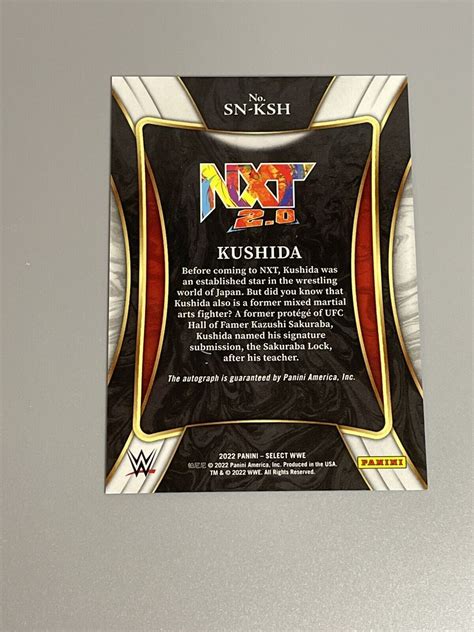 No.
SN-KSH
NXT
2.0
KUSHIDA
Before coming to NXT, Kushida was
an established star in the wrestling
world of Japan. But did you know that
Kushida also is a former mixed martial
arts fighter? A former protégé of UFC
Hall of Famer Kazushi Sakuraba,
Kushida named his signature
submission, the Sakuraba Lock,
after his teacher.
The autograph is guaranteed by Panini America, Inc.
W
2022 PANINI – SELECT WWE
帕尼尼 © 2022 Panini America, Inc. Produced in the USA.
TM & © 2022 WWE. All Rights Reserved.
PANINI